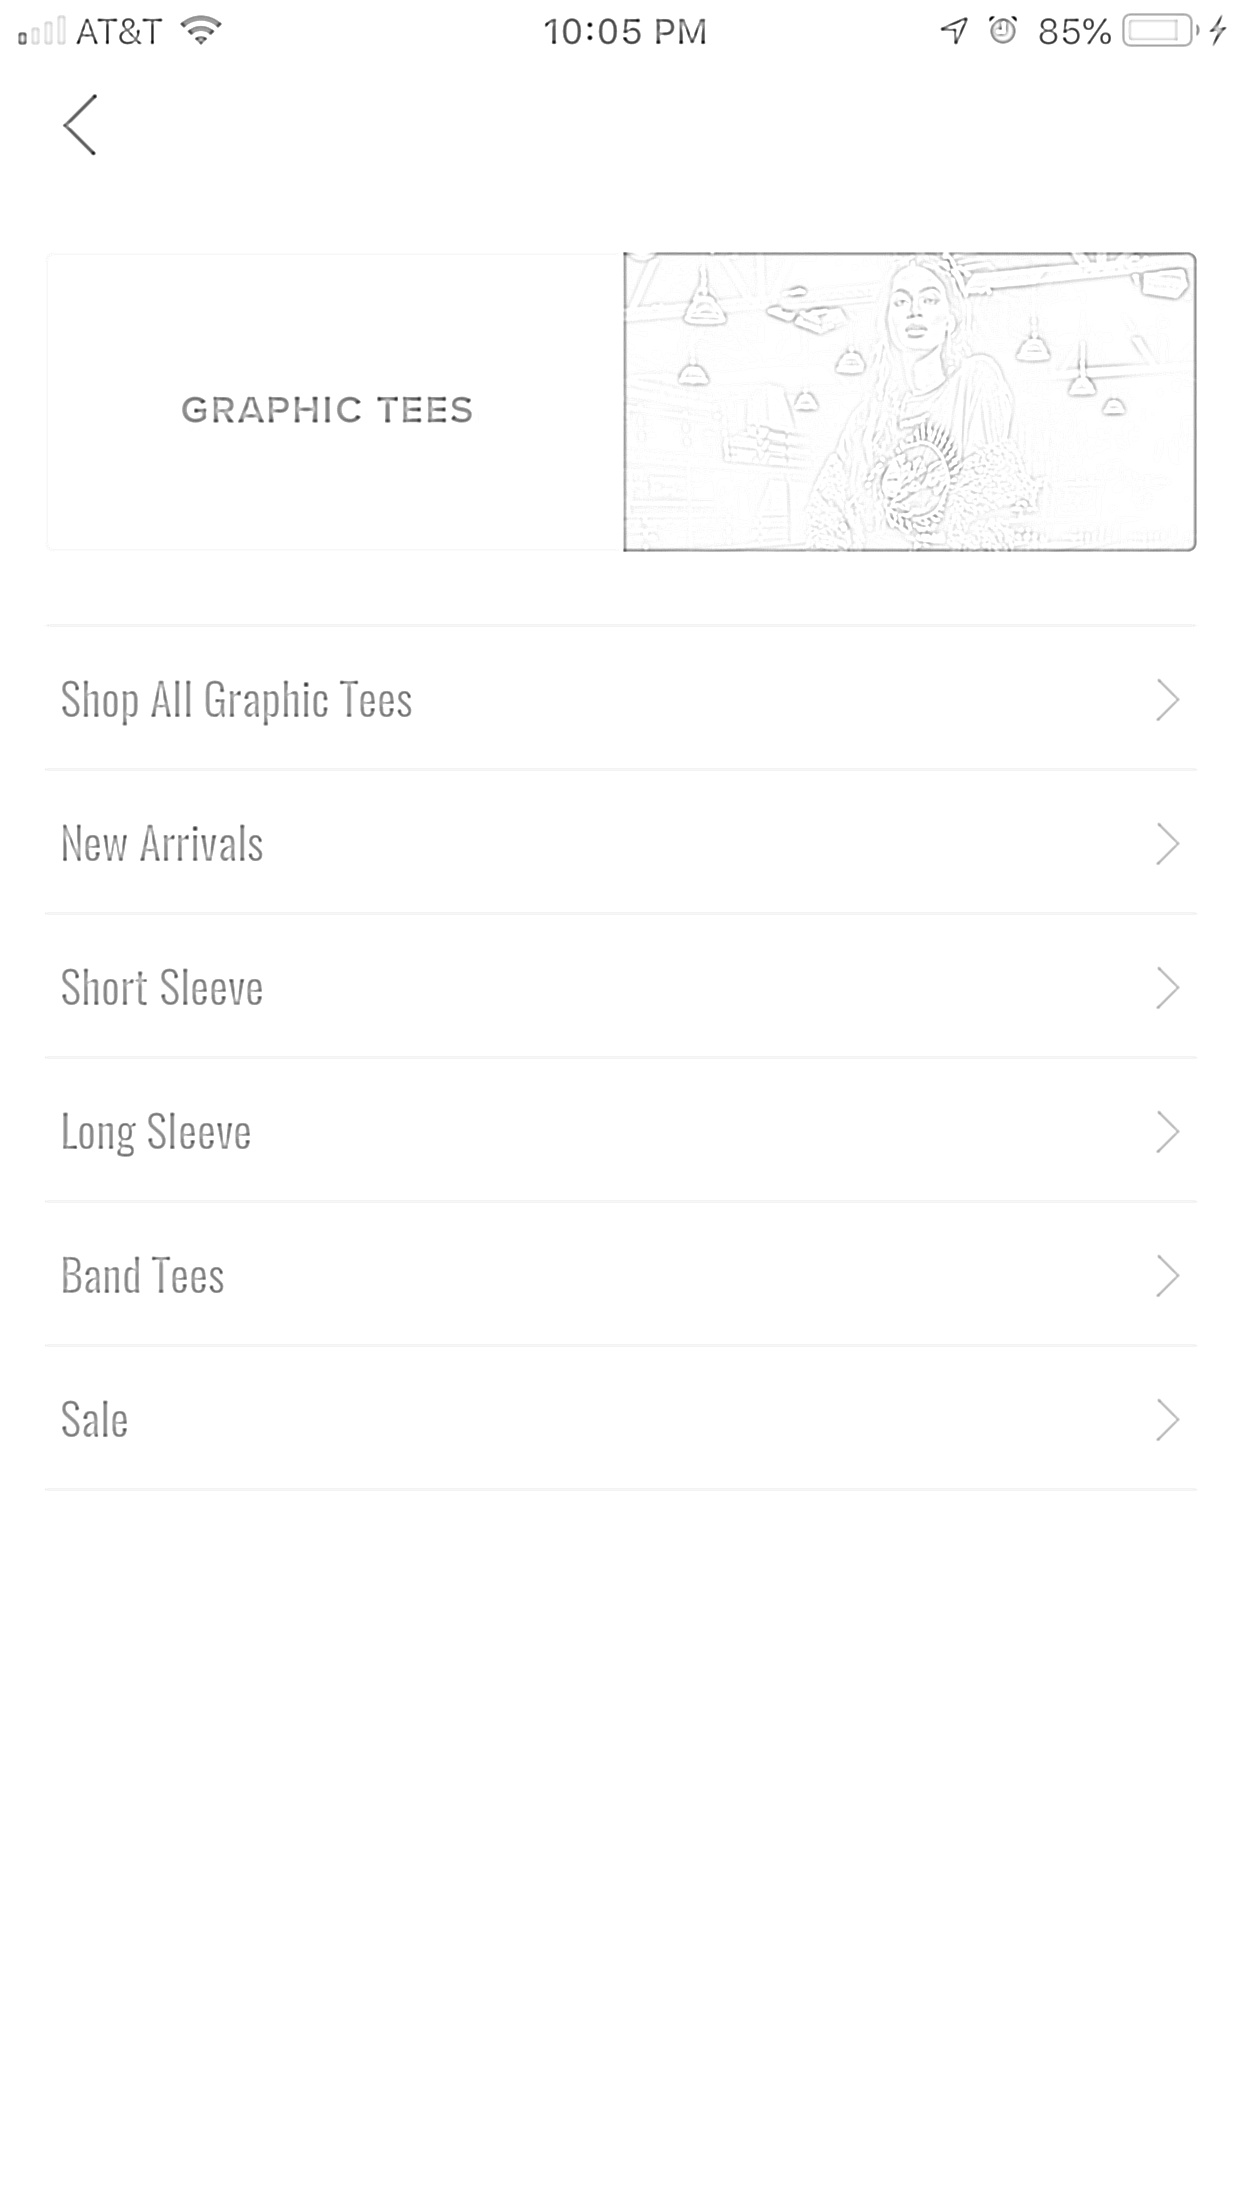 AT&T 10:05 PM 85%
GRAPHIC TEES
Shop All Graphic Tees
New Arrivals
Short Sleeve
Long Sleeve
Band Tees
Sale